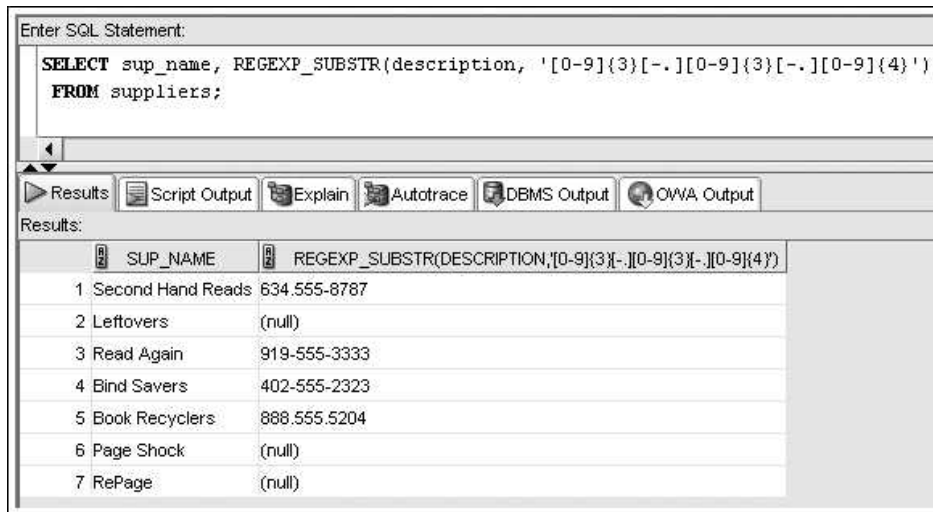 Enter SQL Statement:
SELECT sup_name, REGEXP_SUBSTR(description, '[0-9]{3}[-.][0-9]{3}[-.][0-9]{4}')
FROM suppliers;
Results Script Output Explain Autotrace DBMS Output OWA Output
Results:
SUP_NAME REGEXP_SUBSTR(DESCRIPTION,'[0-9]{3}[-.][0-9]{3}[-.][0-9]{4}')
1 Second Hand Reads 634.555-8787
2 Leftovers (null)
3 Read Again 919-555-3333
4 Bind Savers 402-555-2323
5 Book Recyclers 888.555.5204
6 Page Shock (null)
7 RePage (null)